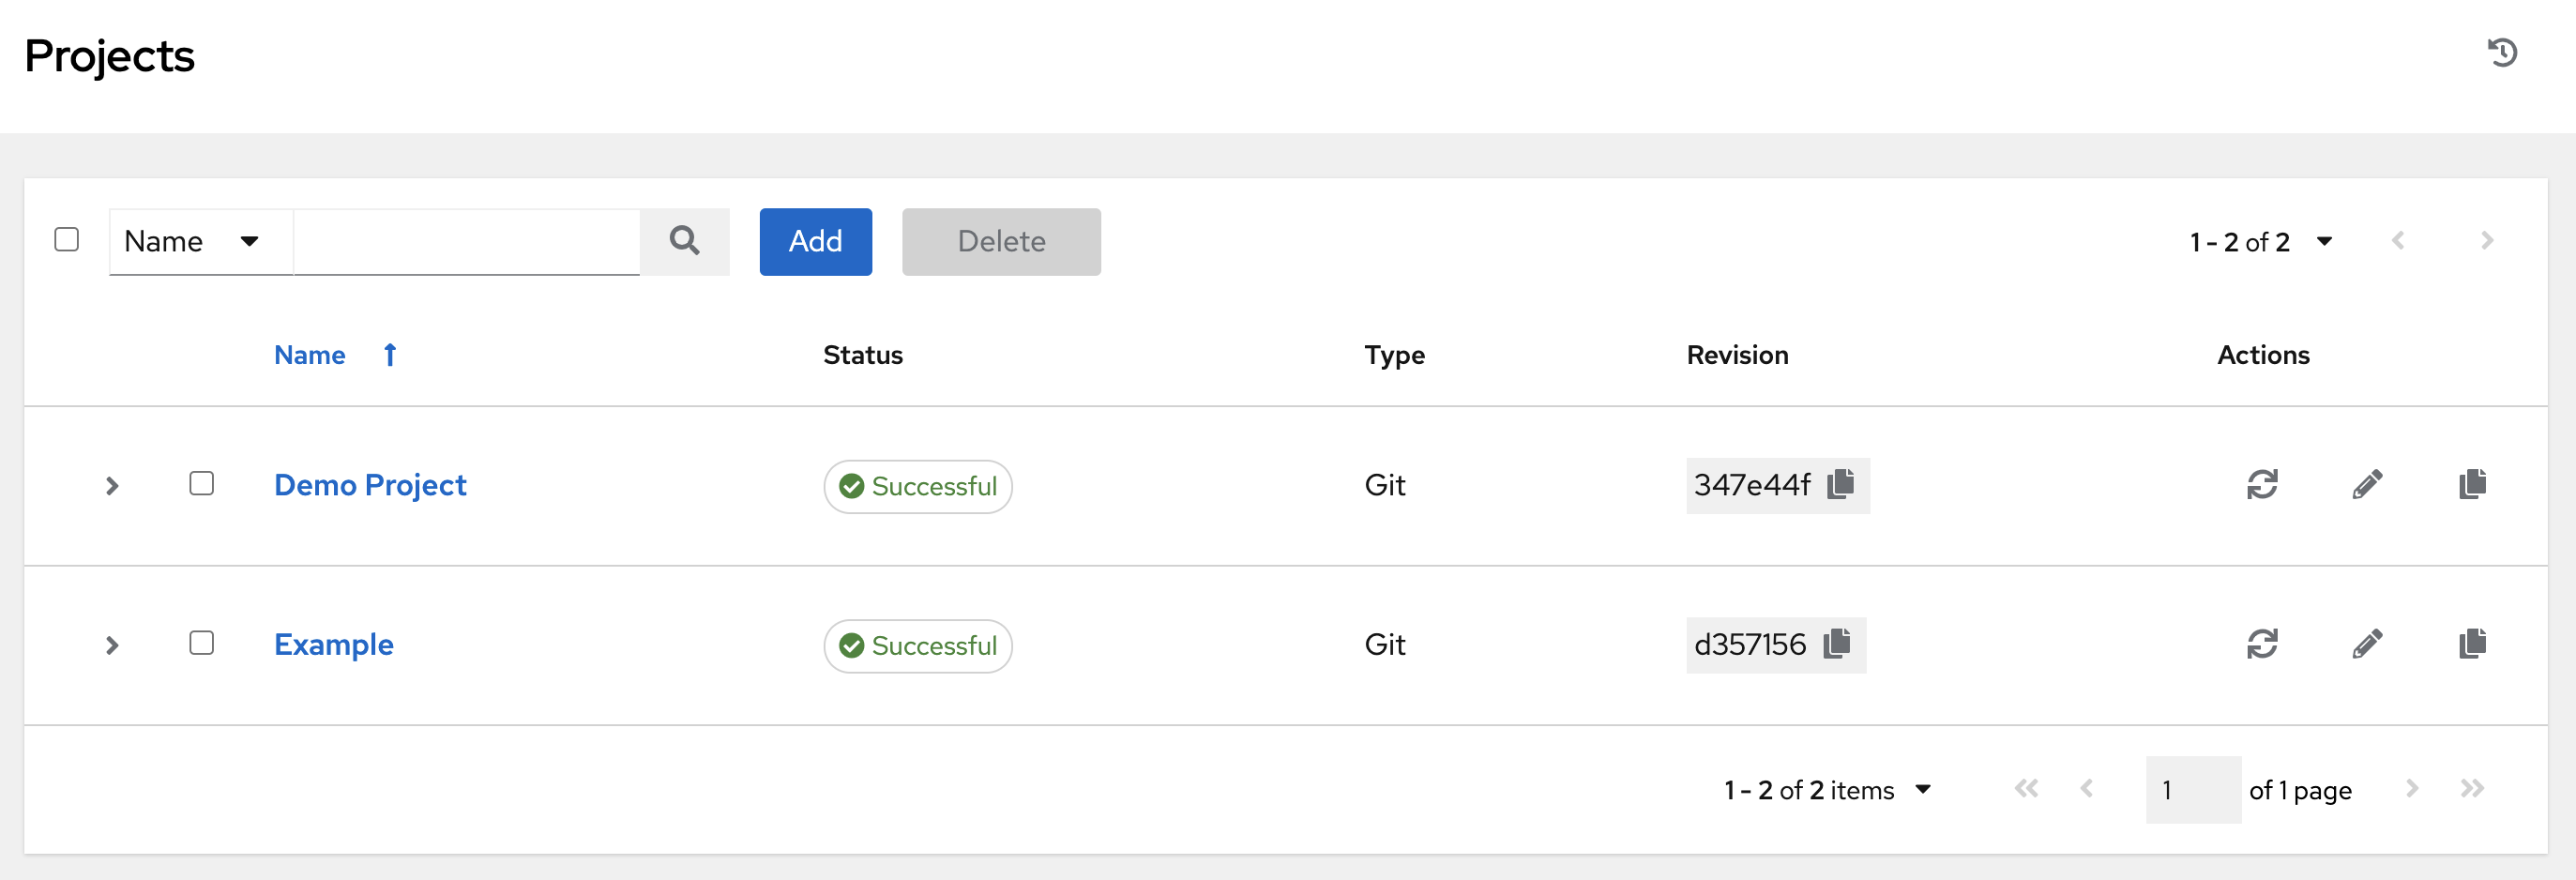 Projects
Name Add Delete 1 - 2 of 2
Name Status Type Revision Actions
Demo Project Successful Git 347e44f
Example Successful Git d357156
1 - 2 of 2 items 1 of 1 page